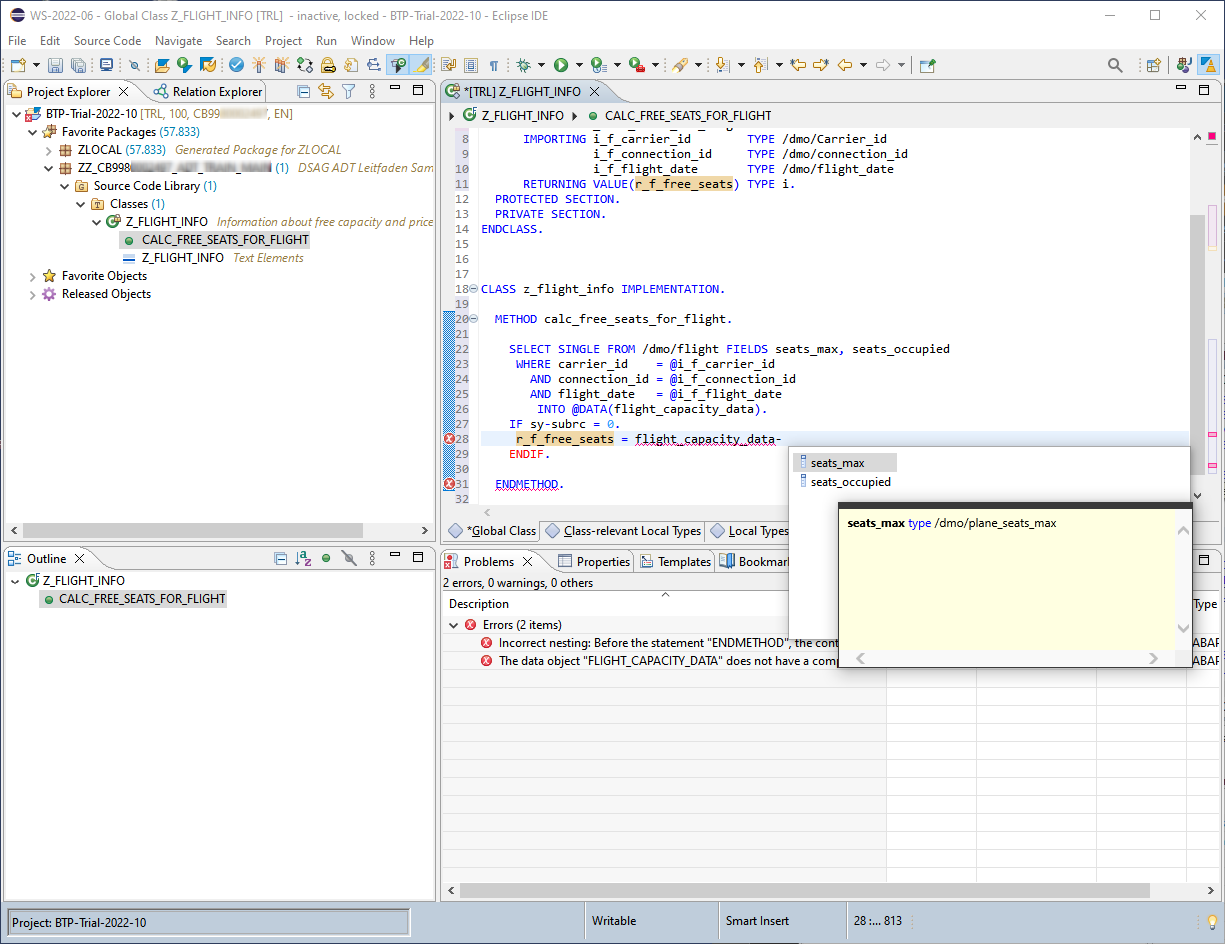 WS-2022-06 - Global Class Z_FLIGHT_INFO [TRL] - inactive, locked - BTP-Trial-2022-10 - Eclipse IDE
File Edit Source Code Navigate Search Project Run Window Help
Project Explorer
Relation Explorer
BTP-Trial-2022-10 [TRL, 100, CB99 , EN]
Favorite Packages (57.833)
ZLOCAL (57.833) Generated Package for ZLOCAL
ZZ_CB998 (1) DSAG ADT Leitfaden Sam
Source Code Library (1)
Classes (1)
Z_FLIGHT_INFO Information about free capacity and price
CALC_FREE_SEATS_FOR_FLIGHT
Z_FLIGHT_INFO Text Elements
Favorite Objects
Released Objects
*[TRL] Z_FLIGHT_INFO
Z_FLIGHT_INFO
CALC_FREE_SEATS_FOR_FLIGHT
8 IMPORTING i_f_carrier_id TYPE /dmo/Carrier_id
9 i_f_connection_id TYPE /dmo/connection_id
10 i_f_flight_date TYPE /dmo/flight_date
11 RETURNING VALUE(r_f_free_seats) TYPE i.
12 PROTECTED SECTION.
13 PRIVATE SECTION.
14 ENDCLASS.
15
16
17
18 CLASS z_flight_info IMPLEMENTATION.
19
20 METHOD calc_free_seats_for_flight.
21
22 SELECT SINGLE FROM /dmo/flight FIELDS seats_max, seats_occupied
23 WHERE carrier_id = @i_f_carrier_id
24 AND connection_id = @i_f_connection_id
25 AND flight_date = @i_f_flight_date
26 INTO @DATA(flight_capacity_data).
27 IF sy-subrc = 0.
28 r_f_free_seats = flight_capacity_data-
29 ENDIF.
30
31 ENDMETHOD.
32
seats_max
seats_occupied
seats_max type /dmo/plane_seats_max
*Global Class
Class-relevant Local Types
Local Types
Outline
Z_FLIGHT_INFO
CALC_FREE_SEATS_FOR_FLIGHT
Problems
Properties
Templates
Bookmar
2 errors, 0 warnings, 0 others
Description
Type
Errors (2 items)
Incorrect nesting: Before the statement "ENDMETHOD", the cont
ABAP
The data object "FLIGHT_CAPACITY_DATA" does not have a comp
ABAP
Project: BTP-Trial-2022-10
Writable
Smart Insert
28 :... 813